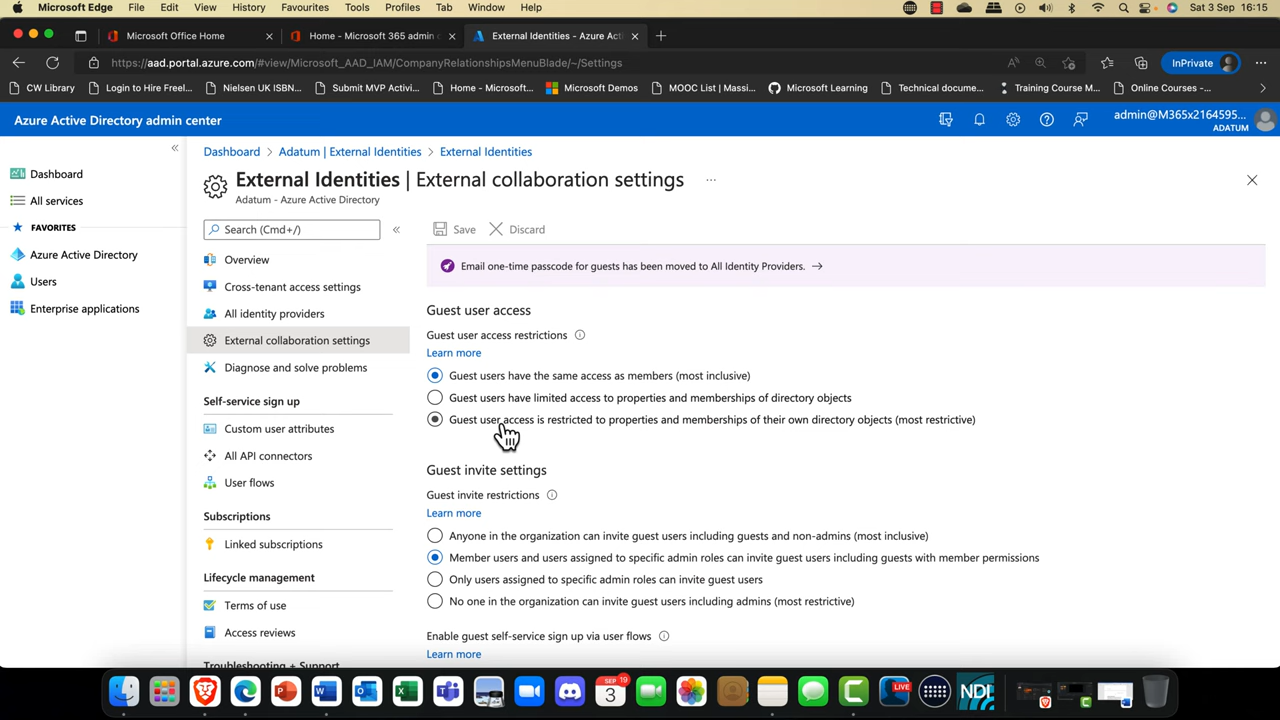 Microsoft Edge File Edit View History Favourites Tools Profiles Tab Window Help Sat 3 Sep 16:15
Microsoft Office Home Home - Microsoft 365 admin c External Identities - Azure Acti
https://aad.portal.azure.com/#view/Microsoft_AAD_IAM/CompanyRelationshipsMenuBlade/~/Settings InPrivate
CW Library Login to Hire Freel... Nielsen UK ISBN... Submit MVP Activi... Home - Microsoft... Microsoft Demos MOOC List | Massi... Microsoft Learning Technical docume... Training Course M... Online Courses -...
Azure Active Directory admin center admin@M365x2164595...
ADATUM
Dashboard > Adatum | External Identities > External Identities
Dashboard
All services
FAVORITES
Azure Active Directory
Users
Enterprise applications
External Identities | External collaboration settings ...
Adatum - Azure Active Directory
Search (Cmd+/)
Overview
Cross-tenant access settings
All identity providers
External collaboration settings
Diagnose and solve problems
Self-service sign up
Custom user attributes
All API connectors
User flows
Subscriptions
Linked subscriptions
Lifecycle management
Terms of use
Access reviews
Troubleshooting + Support
Save Discard
Email one-time passcode for guests has been moved to All Identity Providers. →
Guest user access
Guest user access restrictions
Learn more
Guest users have the same access as members (most inclusive)
Guest users have limited access to properties and memberships of directory objects
Guest user access is restricted to properties and memberships of their own directory objects (most restrictive)
Guest invite settings
Guest invite restrictions
Learn more
Anyone in the organization can invite guest users including guests and non-admins (most inclusive)
Member users and users assigned to specific admin roles can invite guest users including guests with member permissions
Only users assigned to specific admin roles can invite guest users
No one in the organization can invite guest users including admins (most restrictive)
Enable guest self-service sign up via user flows
Learn more
SEP 19
3
LIVE
NDI